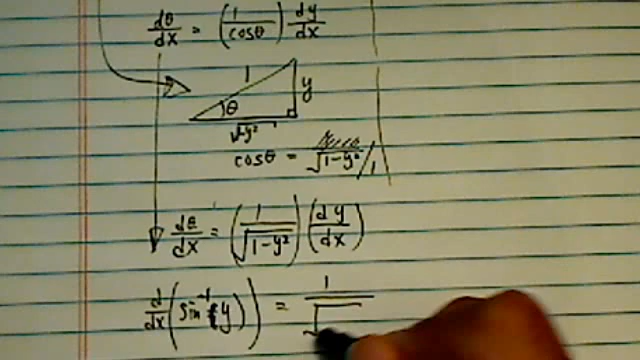 dθ/dx = (1/cosθ) dy/dx
1
θ
y
√1-y²
cosθ = √1-y²/1
dθ/dx = (1/√1-y²) (dy/dx)
d/dx (sin⁻¹(y)) = 1/√